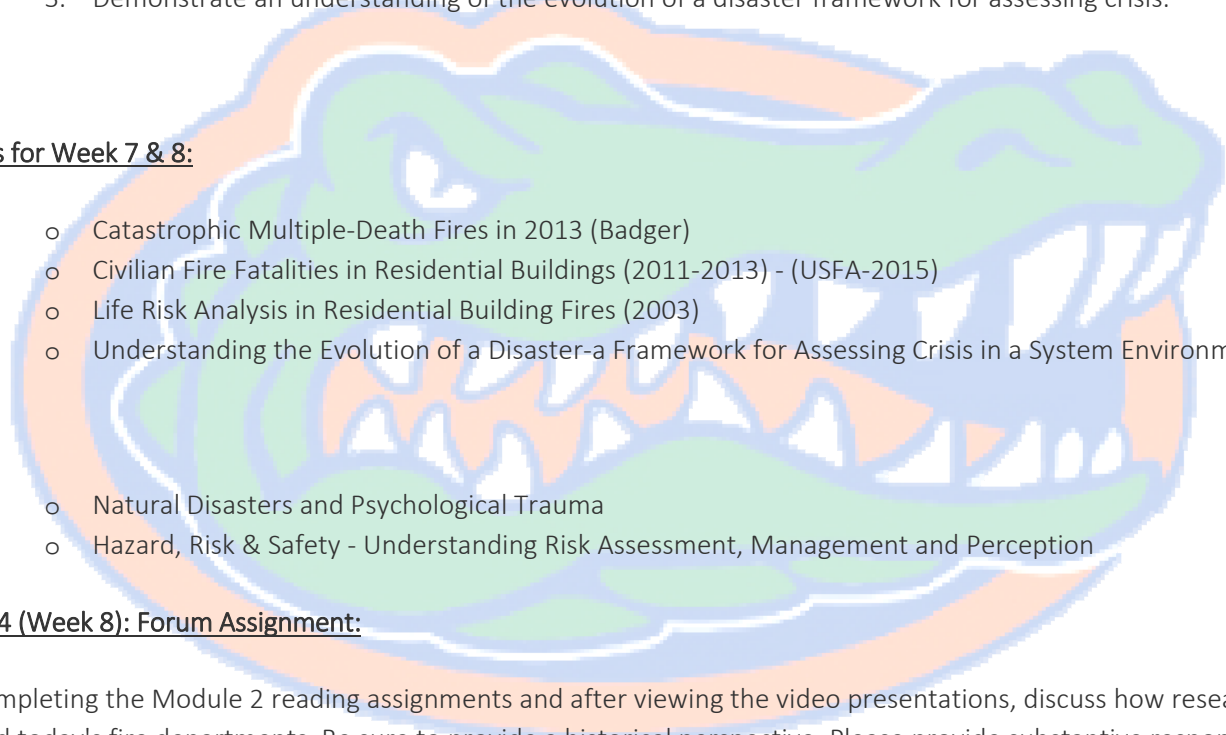 3. Demonstrate an understanding of the evolution of a disaster framework for assessing crisis.
s for Week 7 & 8:
o Catastrophic Multiple-Death Fires in 2013 (Badger)
o Civilian Fire Fatalities in Residential Buildings (2011-2013) - (USFA-2015)
o Life Risk Analysis in Residential Building Fires (2003)
o Understanding the Evolution of a Disaster-a Framework for Assessing Crisis in a System Environm
o Natural Disasters and Psychological Trauma
o Hazard, Risk & Safety - Understanding Risk Assessment, Management and Perception
4 (Week 8): Forum Assignment:
mpleting the Module 2 reading assignments and after viewing the video presentations, discuss how resea
d today's fire departments. Be sure to provide a historical perspective. Please provide substantive respon